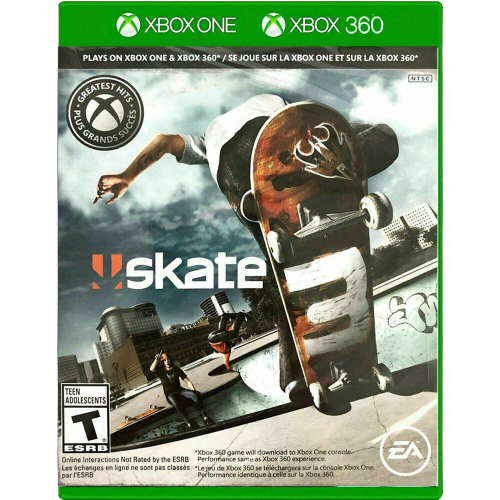 XBOX ONE XBOX 360
PLAYS ON XBOX ONE & XBOX 360* / SE JOUE SUR LA XBOX ONE ET SUR LA XBOX 360*
NTSC
GREATEST HITS
PLUS GRANDS SUCCÈS
skate
3
TEEN
ADOLESCENTS
T
ESRB
Online Interactions Not Rated by the ESRB
Les échanges en ligne ne sont pas classés
par l'ESRB
*Xbox 360 game will download to Xbox One console.
Performance same as Xbox 360 experience.
*Le jeu de Xbox 360 se téléchargera sur la console Xbox One.
Performance identique à celle sur la Xbox 360.
EA